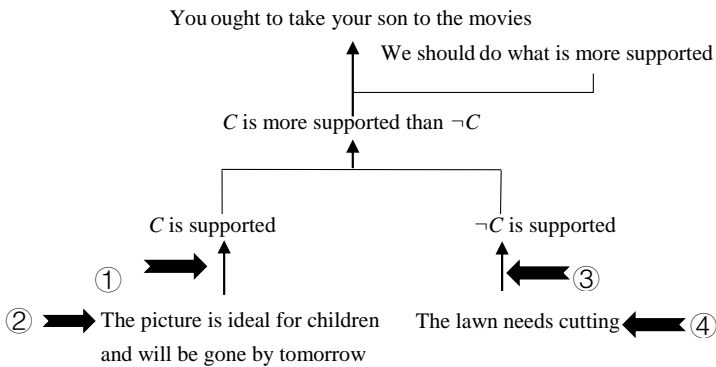 You ought to take your son to the movies
We should do what is more supported
C is more supported than ¬C
C is supported
¬C is supported
①
③
② The picture is ideal for children
and will be gone by tomorrow
The lawn needs cutting ④